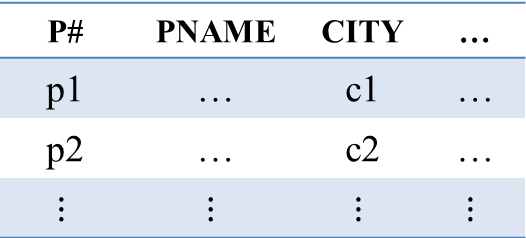 P# PNAME CITY …
p1 … c1 …
p2 … c2 …
⋮ ⋮ ⋮ ⋮